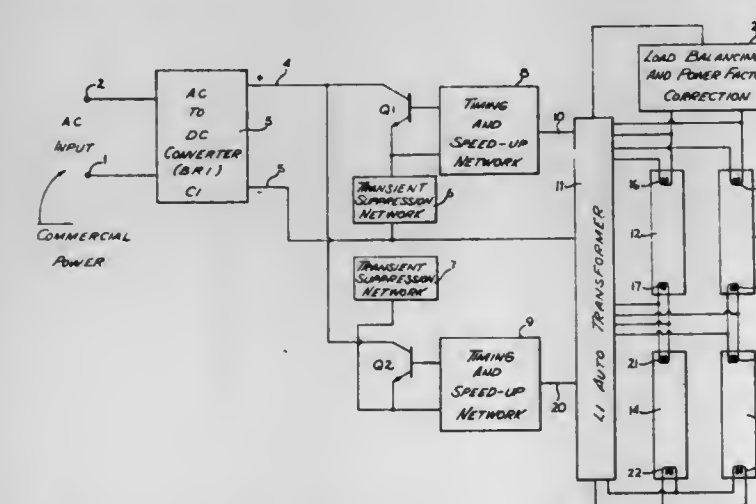 2
AC
INPUT
1
COMMERCIAL
POWER
AC
TO
DC
CONVERTER
(BR1)
C1
3
+
4
5
Q1
TIMING
AND
SPEED-UP
NETWORK
8
10
TRANSIENT
SUPPRESSION
NETWORK
6
TRANSIENT
SUPPRESSION
NETWORK
7
Q2
TIMING
AND
SPEED-UP
NETWORK
9
20
11
L1 AUTO TRANSFORMER
LOAD BALANCIN
AND POWER FACT
CORRECTION
16
12
17
21
14
22